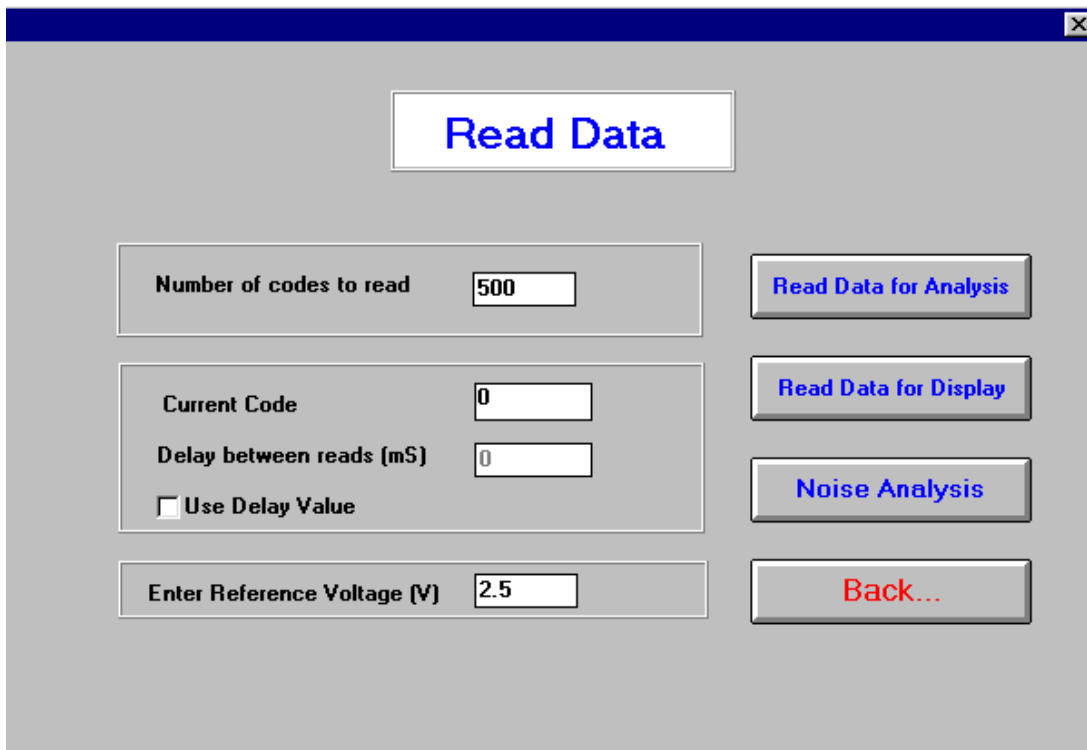 Read Data
Number of codes to read 500
Read Data for Analysis
Current Code 0
Read Data for Display
Delay between reads (mS) 0
Use Delay Value
Noise Analysis
Enter Reference Voltage (V) 2.5
Back...